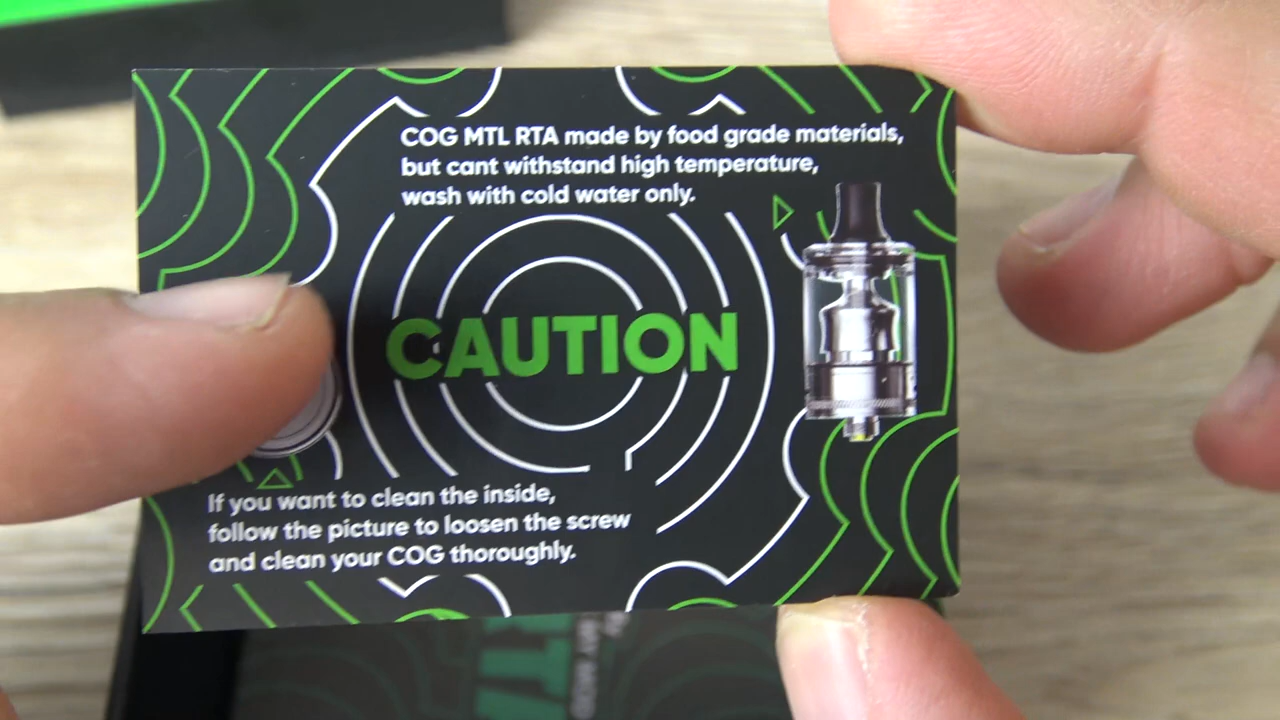 COG MTL RTA made by food grade materials,
but cant withstand high temperature,
wash with cold water only.
CAUTION
If you want to clean the inside,
follow the picture to loosen the screw
and clean your COG thoroughly.
RTA